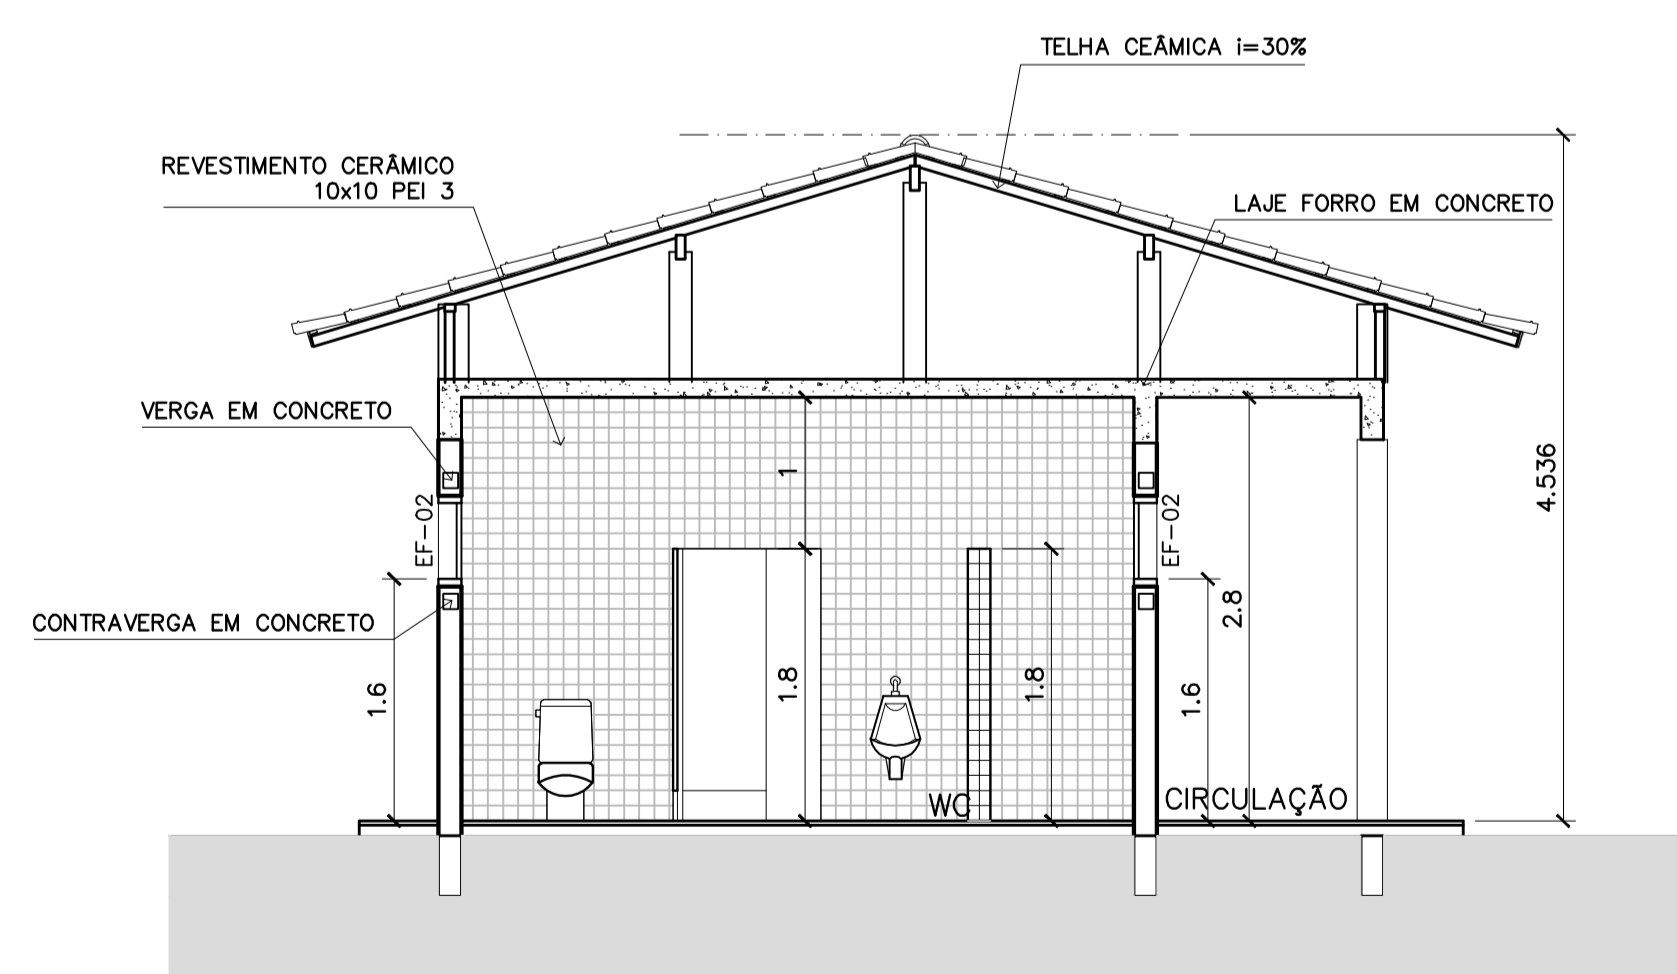 TELHA CEÂMICA i=30%
REVESTIMENTO CERÂMICO
10x10 PEI 3
LAJE FORRO EM CONCRETO
VERGA EM CONCRETO
1
4.536
EF-02
EF-02
CONTRAVERGA EM CONCRETO
2.8
1.6
1.8
1.8
1.6
WC
CIRCULAÇÃO